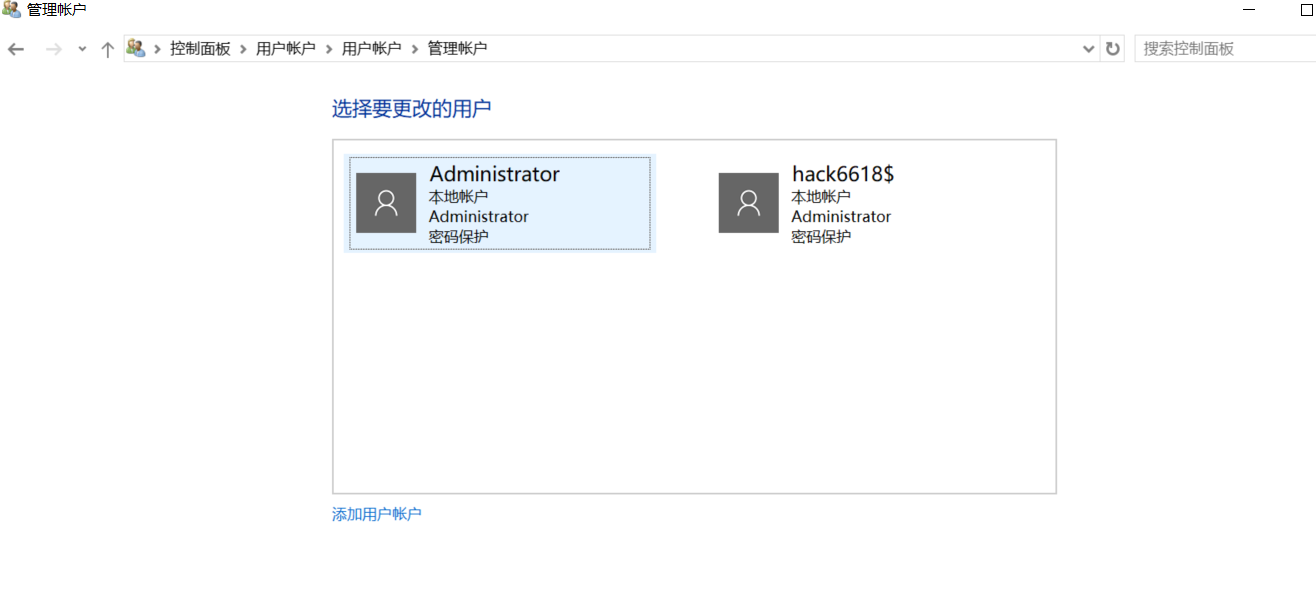 管理帐户
控制面板 用户帐户 用户帐户 管理帐户
搜索控制面板
选择要更改的用户
Administrator
本地帐户
Administrator
密码保护
hack6618$
本地帐户
Administrator
密码保护
添加用户帐户